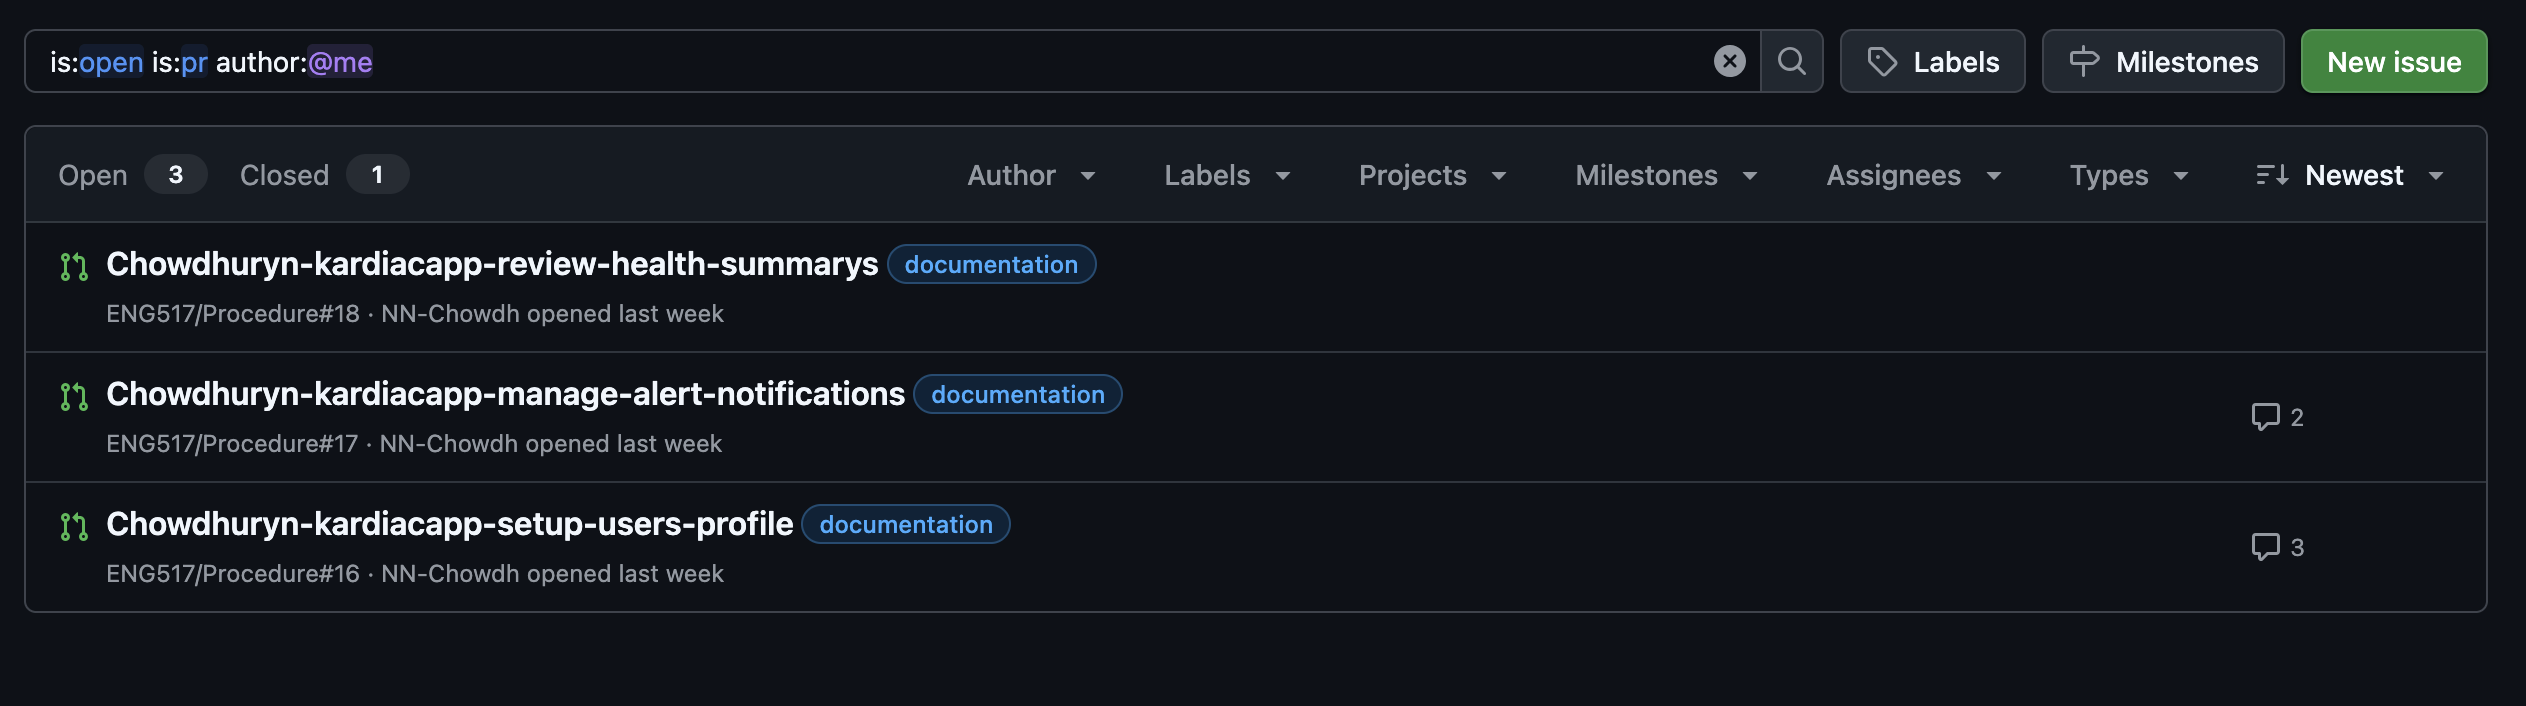 is:open is:pr author:@me
Labels
Milestones
New issue
Open 3 Closed 1 Author Labels Projects Milestones Assignees Types Newest
Chowdhuryn-kardiacapp-review-health-summarys documentation
ENG517/Procedure#18 · NN-Chowdh opened last week
Chowdhuryn-kardiacapp-manage-alert-notifications documentation
ENG517/Procedure#17 · NN-Chowdh opened last week
2
Chowdhuryn-kardiacapp-setup-users-profile documentation
ENG517/Procedure#16 · NN-Chowdh opened last week
3